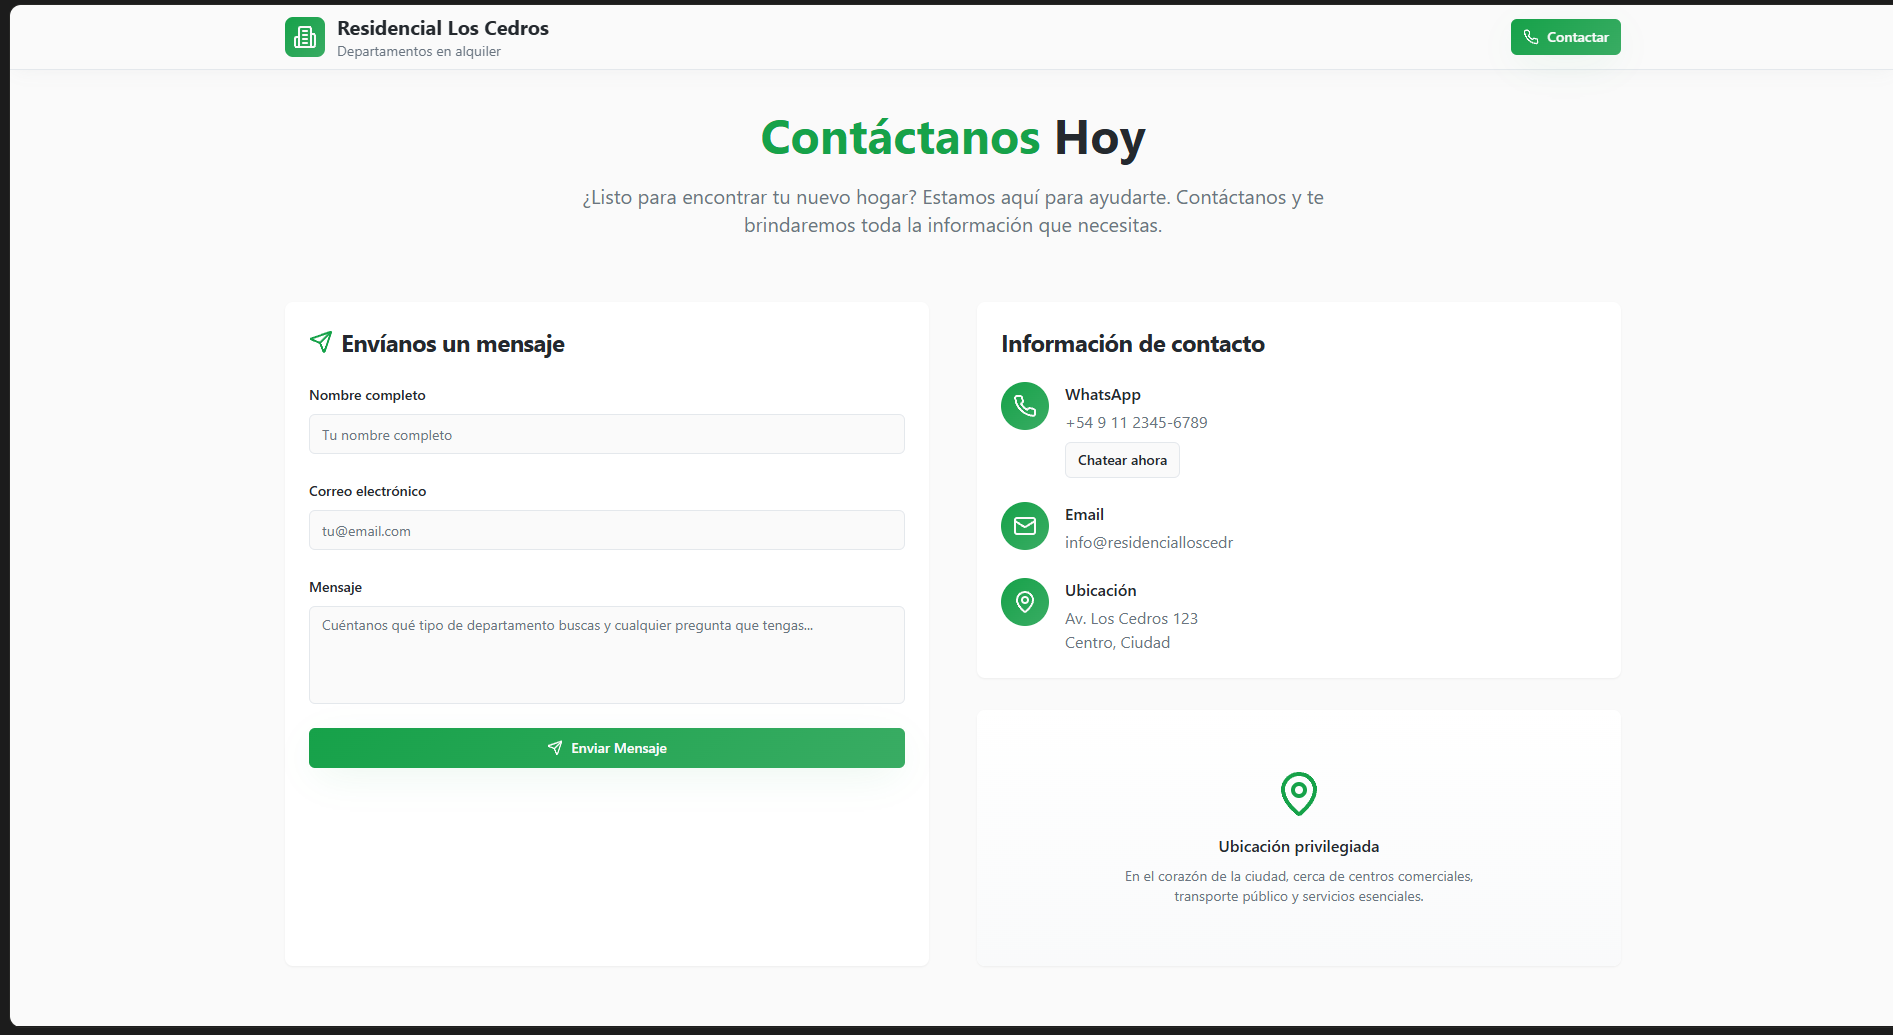 Residencial Los Cedros
Departamentos en alquiler
Contactar
Contáctanos Hoy
¿Listo para encontrar tu nuevo hogar? Estamos aquí para ayudarte. Contáctanos y te
brindaremos toda la información que necesitas.
Envíanos un mensaje
Nombre completo
Tu nombre completo
Correo electrónico
tu@email.com
Mensaje
Cuéntanos qué tipo de departamento buscas y cualquier pregunta que tengas...
Enviar Mensaje
Información de contacto
WhatsApp
+54 9 11 2345-6789
Chatear ahora
Email
info@residencialloscedr
Ubicación
Av. Los Cedros 123
Centro, Ciudad
Ubicación privilegiada
En el corazón de la ciudad, cerca de centros comerciales,
transporte público y servicios esenciales.